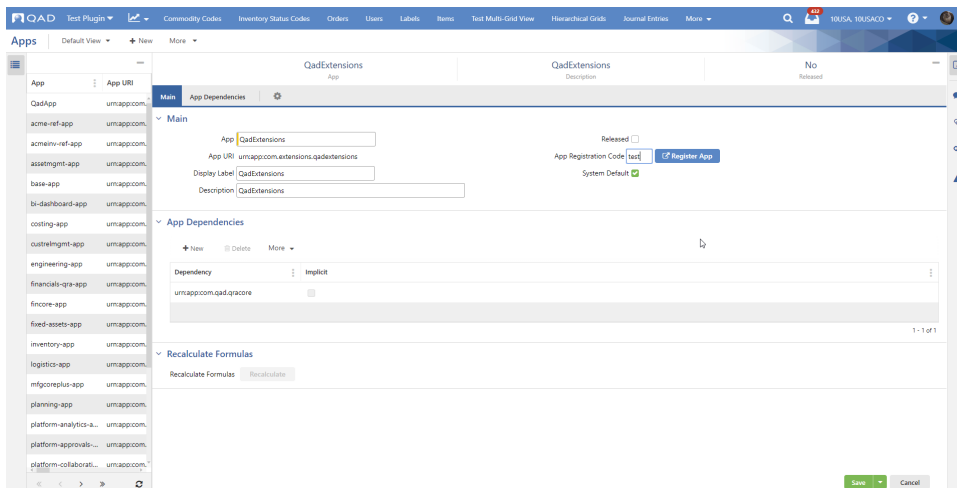 QAD Test Plugin Commodity Codes Inventory Status Codes Orders Users Labels Items Test Multi-Grid View Hierarchical Grids Journal Entries More 432 10USA, 10USACO ?
Apps Default View + New More
App App URI
QadApp urn:app:com.
acme-ref-app urn:app:com.
acmeinv-ref-app urn:app:com.
assetmgmt-app urn:app:com.
base-app urn:app:com.
bi-dashboard-app urn:app:com.
costing-app urn:app:com.
custrelmgmt-app urn:app:com.
engineering-app urn:app:com.
financials-qra-app urn:app:com.
fincore-app urn:app:com.
fixed-assets-app urn:app:com.
inventory-app urn:app:com.
logistics-app urn:app:com.
mfgcoreplus-app urn:app:com.
planning-app urn:app:com.
platform-analytics-a... urn:app:com.
platform-approvals-... urn:app:com.
platform-collaborati... urn:app:com.
QadExtensions
App
QadExtensions
Description
No
Released
Main App Dependencies
Main
App QadExtensions
App URI urn:app:com.extensions.qadextensions
Display Label QadExtensions
Description QadExtensions
Released
App Registration Code test Register App
System Default
App Dependencies
+ New Delete More
Dependency Implicit
urn:app:com.qad.qracore
1 - 1 of 1
Recalculate Formulas
Recalculate Formulas Recalculate
Save Cancel